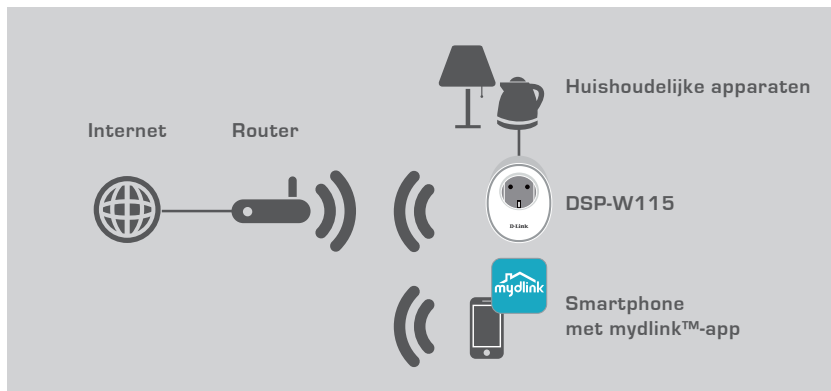 Huishoudelijke apparaten
Internet
Router
DSP-W115
D-Link
mydlink
Smartphone
met mydlink™-app